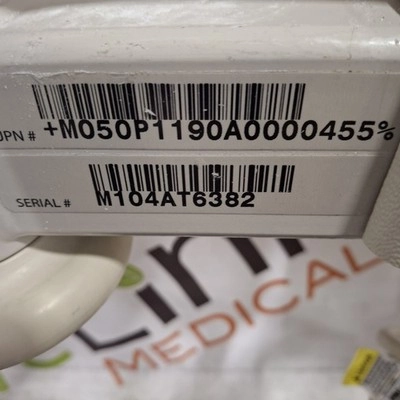 UPN # +M050P1190A0000455%
SERIAL # M104AT6382
MEDICAL